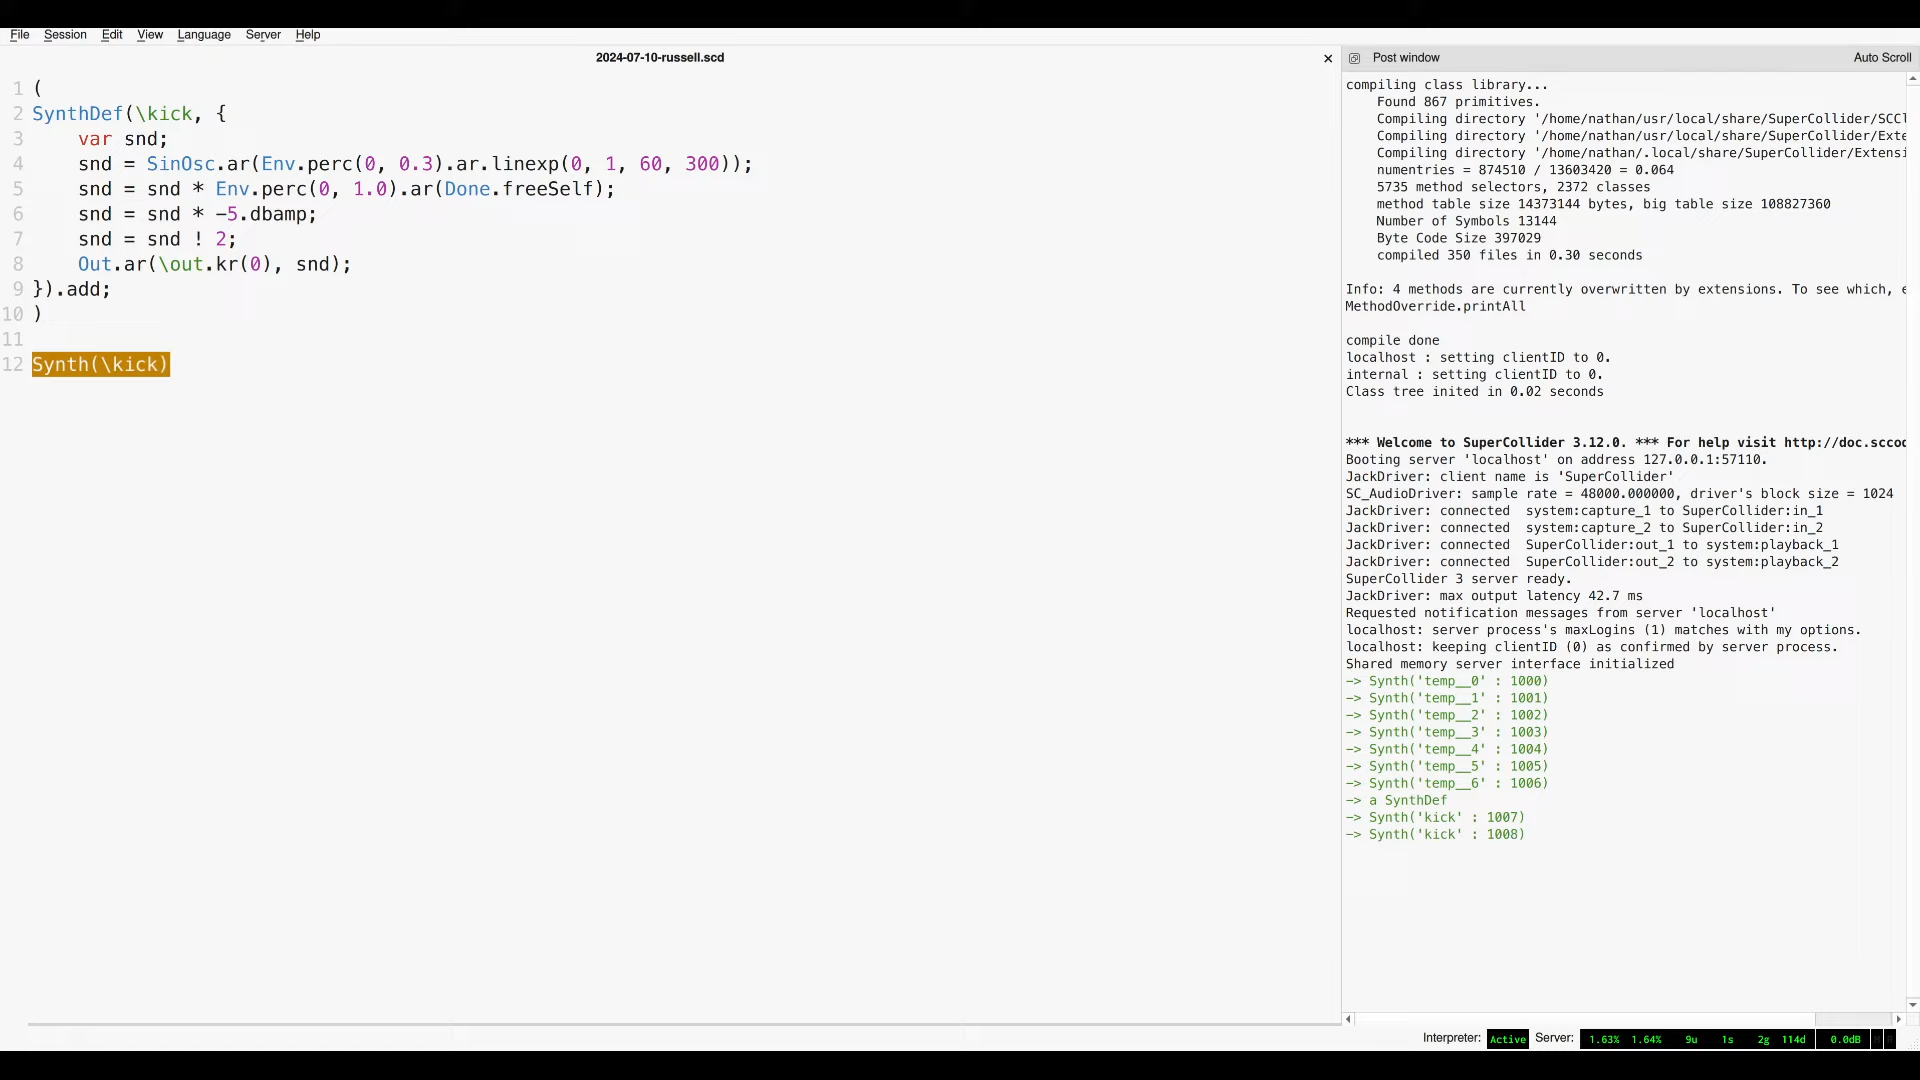 File Session Edit View Language Server Help
2024-07-10-russell.scd
1 (
2 SynthDef(\kick, {
3     var snd;
4     snd = SinOsc.ar(Env.perc(0, 0.3).ar.linexp(0, 1, 60, 300));
5     snd = snd * Env.perc(0, 1.0).ar(Done.freeSelf);
6     snd = snd * -5.dbamp;
7     snd = snd ! 2;
8     Out.ar(\out.kr(0), snd);
9 }).add;
10 )
11
12 Synth(\kick)
Post window Auto Scroll
compiling class library...
    Found 867 primitives.
    Compiling directory '/home/nathan/usr/local/share/SuperCollider/SCCl
    Compiling directory '/home/nathan/usr/local/share/SuperCollider/Exte
    Compiling directory '/home/nathan/.local/share/SuperCollider/Extensi
    numentries = 874510 / 13603420 = 0.064
    5735 method selectors, 2372 classes
    method table size 14373144 bytes, big table size 108827360
    Number of Symbols 13144
    Byte Code Size 397029
    compiled 350 files in 0.30 seconds
Info: 4 methods are currently overwritten by extensions. To see which, e
MethodOverride.printAll
compile done
localhost : setting clientID to 0.
internal : setting clientID to 0.
Class tree inited in 0.02 seconds
*** Welcome to SuperCollider 3.12.0. *** For help visit http://doc.sccod
Booting server 'localhost' on address 127.0.0.1:57110.
JackDriver: client name is 'SuperCollider'
SC_AudioDriver: sample rate = 48000.000000, driver's block size = 1024
JackDriver: connected  system:capture_1 to SuperCollider:in_1
JackDriver: connected  system:capture_2 to SuperCollider:in_2
JackDriver: connected  SuperCollider:out_1 to system:playback_1
JackDriver: connected  SuperCollider:out_2 to system:playback_2
SuperCollider 3 server ready.
JackDriver: max output latency 42.7 ms
Requested notification messages from server 'localhost'
localhost: server process's maxLogins (1) matches with my options.
localhost: keeping clientID (0) as confirmed by server process.
Shared memory server interface initialized
-> Synth('temp__0' : 1000)
-> Synth('temp__1' : 1001)
-> Synth('temp__2' : 1002)
-> Synth('temp__3' : 1003)
-> Synth('temp__4' : 1004)
-> Synth('temp__5' : 1005)
-> Synth('temp__6' : 1006)
-> a SynthDef
-> Synth('kick' : 1007)
-> Synth('kick' : 1008)
Interpreter: Active Server: 1.63% 1.64% 9u 1s 2g 114d 0.0dB